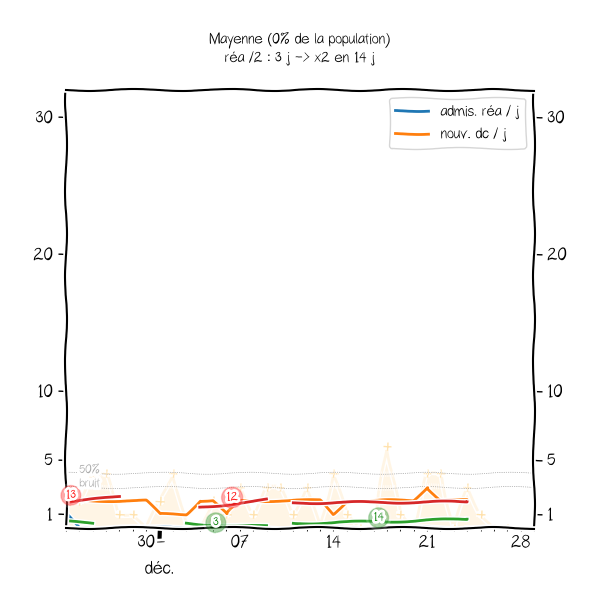 Mayenne (0% de la population)
réa /2 : 3 j -> x2 en 14 j
admis. réa / j
nouv. dc / j
30 30
20 20
10 10
5 5
50%
bruit
13 12
14
3
1 1
30 07 14 21 28
déc.